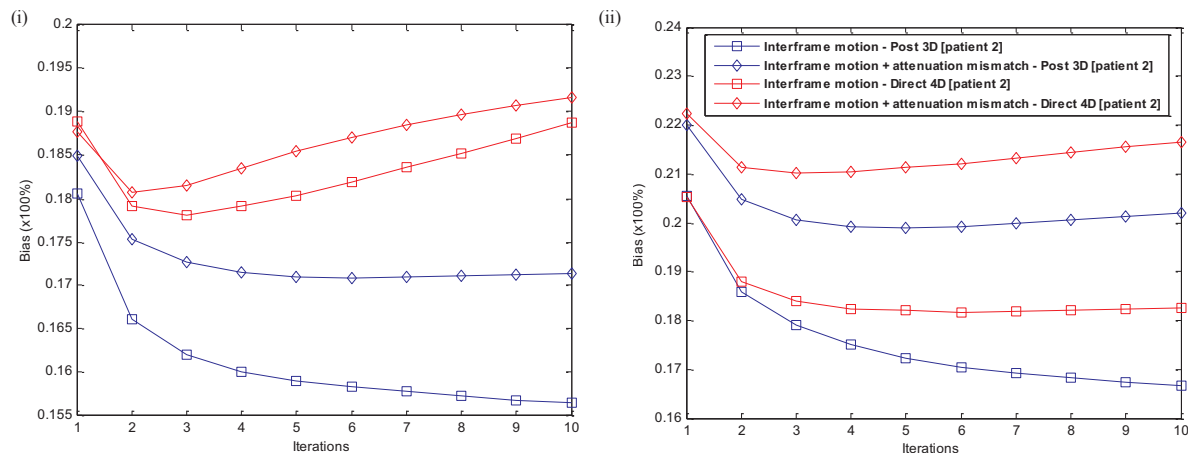 (i)
0.2
0.195
0.19
0.185
0.18
0.175
0.17
0.165
0.16
0.155
Bias (x100%)
1 2 3 4 5 6 7 8 9 10
Iterations
(ii)
0.24
0.23
0.22
0.21
0.2
0.19
0.18
0.17
0.16
Bias (x100%)
Interframe motion - Post 3D [patient 2]
Interframe motion + attenuation mismatch - Post 3D [patient 2]
Interframe motion - Direct 4D [patient 2]
Interframe motion + attenuation mismatch - Direct 4D [patient 2]
1 2 3 4 5 6 7 8 9 10
Iterations